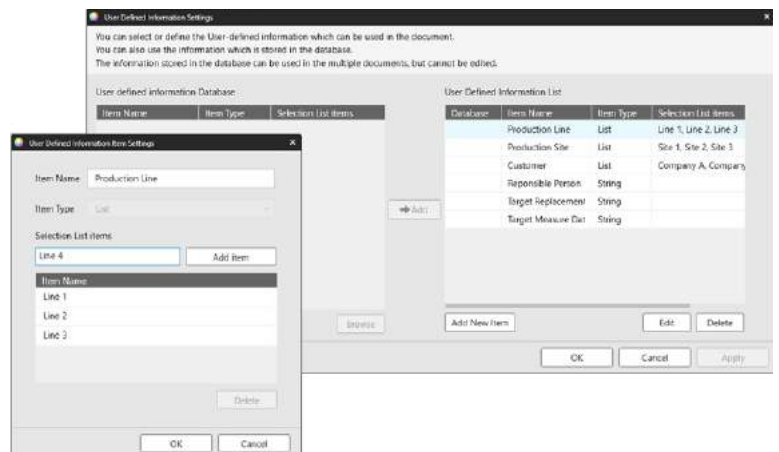 User Defined Information Settings
You can select or define the User-defined information which can be used in the document.
You can also use the information which is stored in the database.
The information stored in the database can be used in the multiple documents, but cannot be edited.
User defined information Database
Item Name Item Type Selection List items
Add
Browse
User Defined Information List
Database Item Name Item Type Selection List items
Production Line List Line 1, Line 2, Line 3
Production Site List Site 1, Site 2, Site 3
Customer List Company A, Company
Reponsible Person String
Target Replacement String
Target Measure Dat String
Add New Item Edit Delete
OK Cancel Apply
User Defined Information Item Settings
Item Name Production Line
Item Type List
Selection List items
Line 4 Add item
Item Name
Line 1
Line 2
Line 3
Delete
OK Cancel